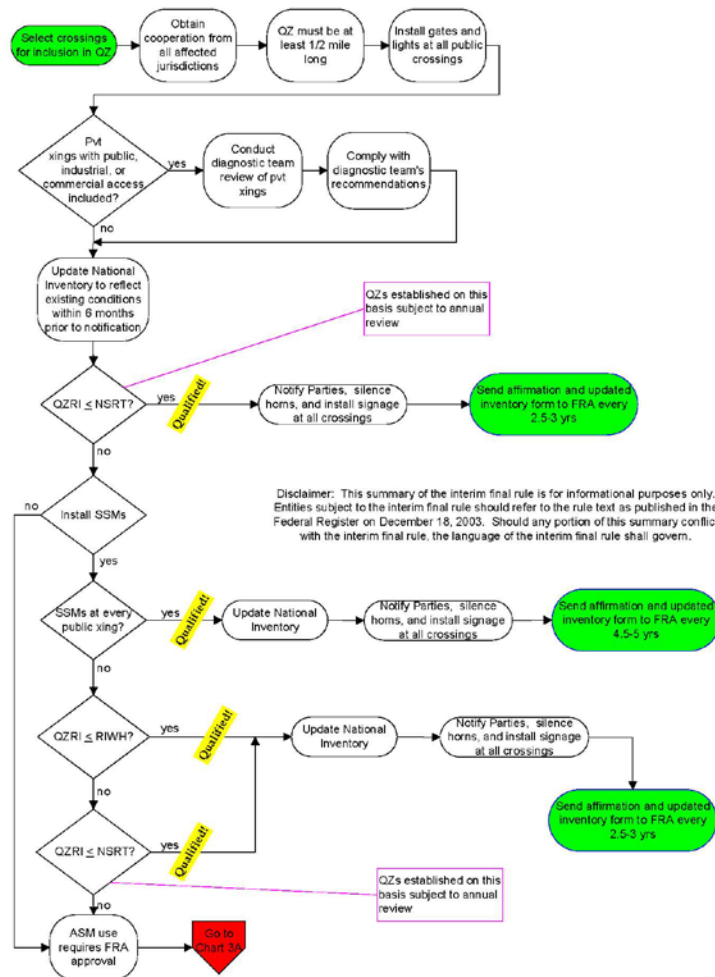 Select crossings
for inclusion in QZ
Obtain
cooperation from
all affected
jurisdictions
QZ must be at
least 1/2 mile
long
Install gates and
lights at all public
crossings
Pvt
xings with public,
industrial, or
commercial access
included?
yes
Conduct
diagnostic team
review of pvt
xings
Comply with
diagnostic team's
recommendations
no
Update National
Inventory to reflect
existing conditions
within 6 months
prior to notification
QZs established on this
basis subject to annual
review
QZRI ≤ NSRT?
yes
Qualified!
Notify Parties, silence
horns, and install signage
at all crossings
Send affirmation and updated
inventory form to FRA every
2.5-3 yrs
no
Disclaimer: This summary of the interim final rule is for informational purposes only.
Entities subject to the interim final rule should refer to the rule text as published in the
Federal Register on December 18, 2003. Should any portion of this summary conflic
with the interim final rule, the language of the interim final rule shall govern.
no
Install SSMs
yes
SSMs at every
public xing?
yes
Qualified!
Update National
Inventory
Notify Parties, silence
horns, and install signage
at all crossings
Send affirmation and updated
inventory form to FRA every
4.5-5 yrs
no
QZRI ≤ RIWH?
yes
Qualified!
Update National
Inventory
Notify Parties, silence
horns, and install signage
at all crossings
no
Send affirmation and updated
inventory form to FRA every
2.5-3 yrs
QZRI ≤ NSRT?
yes
Qualified!
QZs established on this
basis subject to annual
review
no
ASM use
requires FRA
approval
Go to
Chart 3A